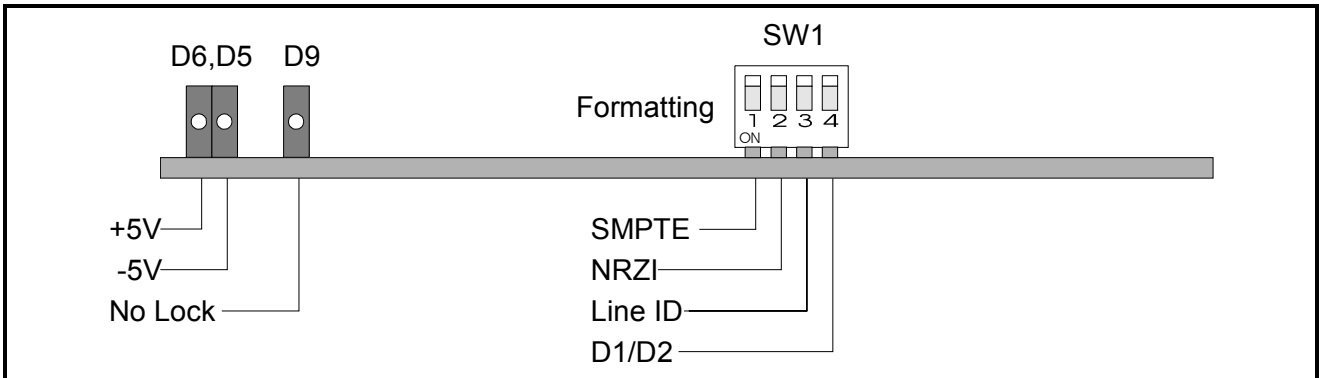 SW1
D6,D5 D9
Formatting
1 2 3 4
ON
+5V
-5V
No Lock
SMPTE
NRZI
Line ID
D1/D2